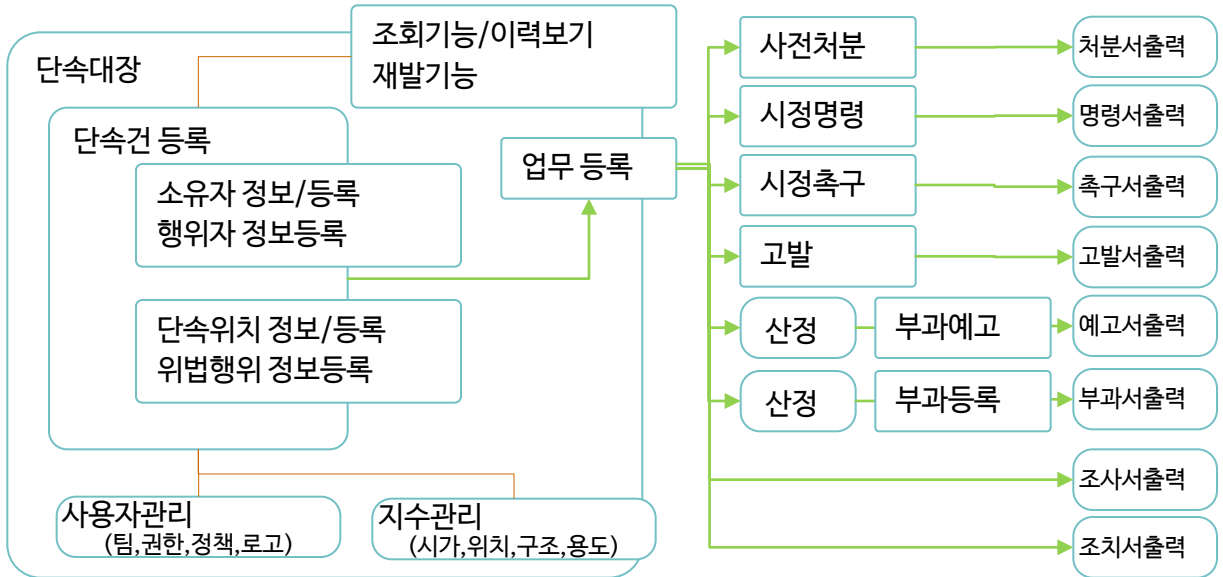 단속대장
조회기능/이력보기
재발기능
단속건 등록
소유자 정보/등록
행위자 정보등록
단속위치 정보/등록
위법행위 정보등록
사용자관리
(팀,권한,정책,로고)
지수관리
(시가,위치,구조,용도)
업무 등록
사전처분
처분서출력
시정명령
명령서출력
시정촉구
촉구서출력
고발
고발서출력
산정
부과예고
예고서출력
산정
부과등록
부과서출력
조사서출력
조치서출력